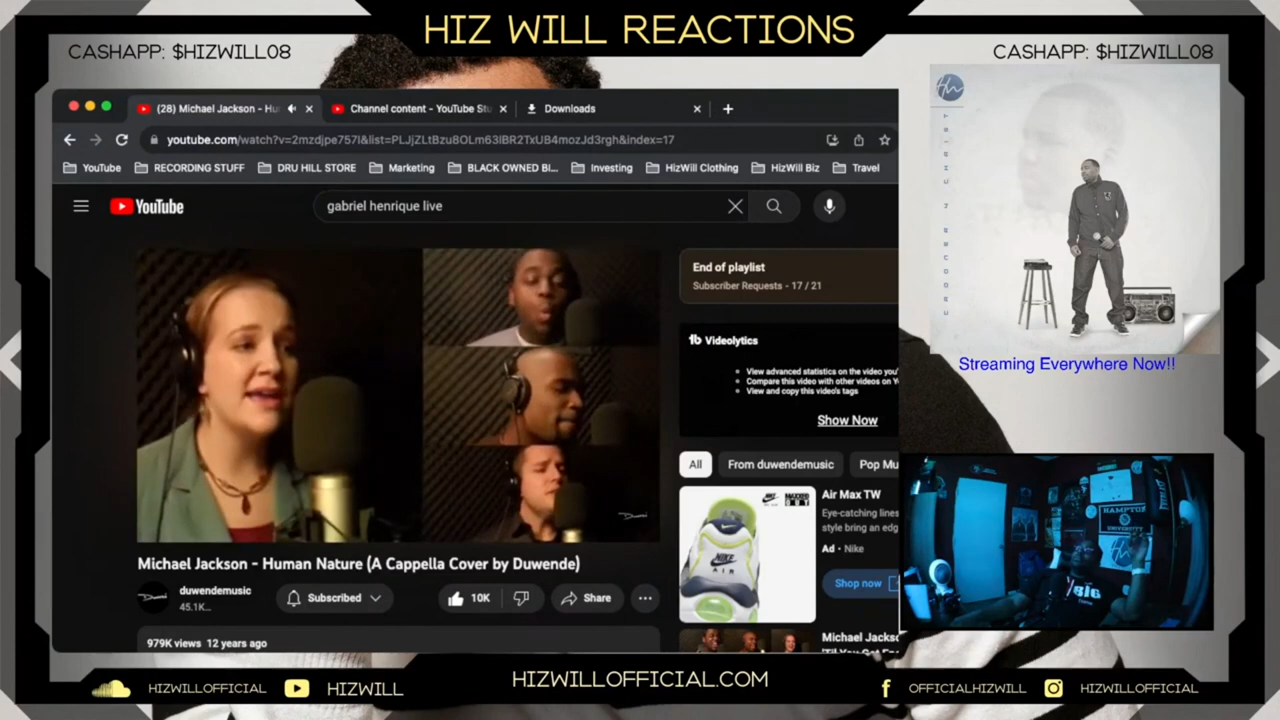 HIZ WILL REACTIONS
CASHAPP: $HIZWILL08
CASHAPP: $HIZWILL08
(28) Michael Jackson - Hu
Channel content - YouTube Stu
Downloads
youtube.com/watch?v=2mzdjpe757I&list=PLJjZLtBzu8OLm63IBR2TxUB4mozJd3rgh&index=17
YouTube
RECORDING STUFF
DRU HILL STORE
Marketing
BLACK OWNED BI...
Investing
HizWill Clothing
HizWill Biz
Travel
YouTube
gabriel henrique live
End of playlist
Subscriber Requests - 17 / 21
Videolytics
View advanced statistics on the video you'
Compare this video with other videos on Y
View and copy this video's tags
Show Now
All
From duwendemusic
Pop Mu
Air Max TW
Eye-catching lines
style bring an edg
Ad · Nike
Shop now
Michael Jackso
Michael Jackson - Human Nature (A Cappella Cover by Duwende)
duwendemusic
45.1K...
Subscribed
10K
Share
979K views 12 years ago
Streaming Everywhere Now!!
HAMPTON
UNIVERSITY
HIZWILLOFFICIAL
HIZWILL
HIZWILLOFFICIAL.COM
OFFICIALHIZWILL
HIZWILLOFFICIAL